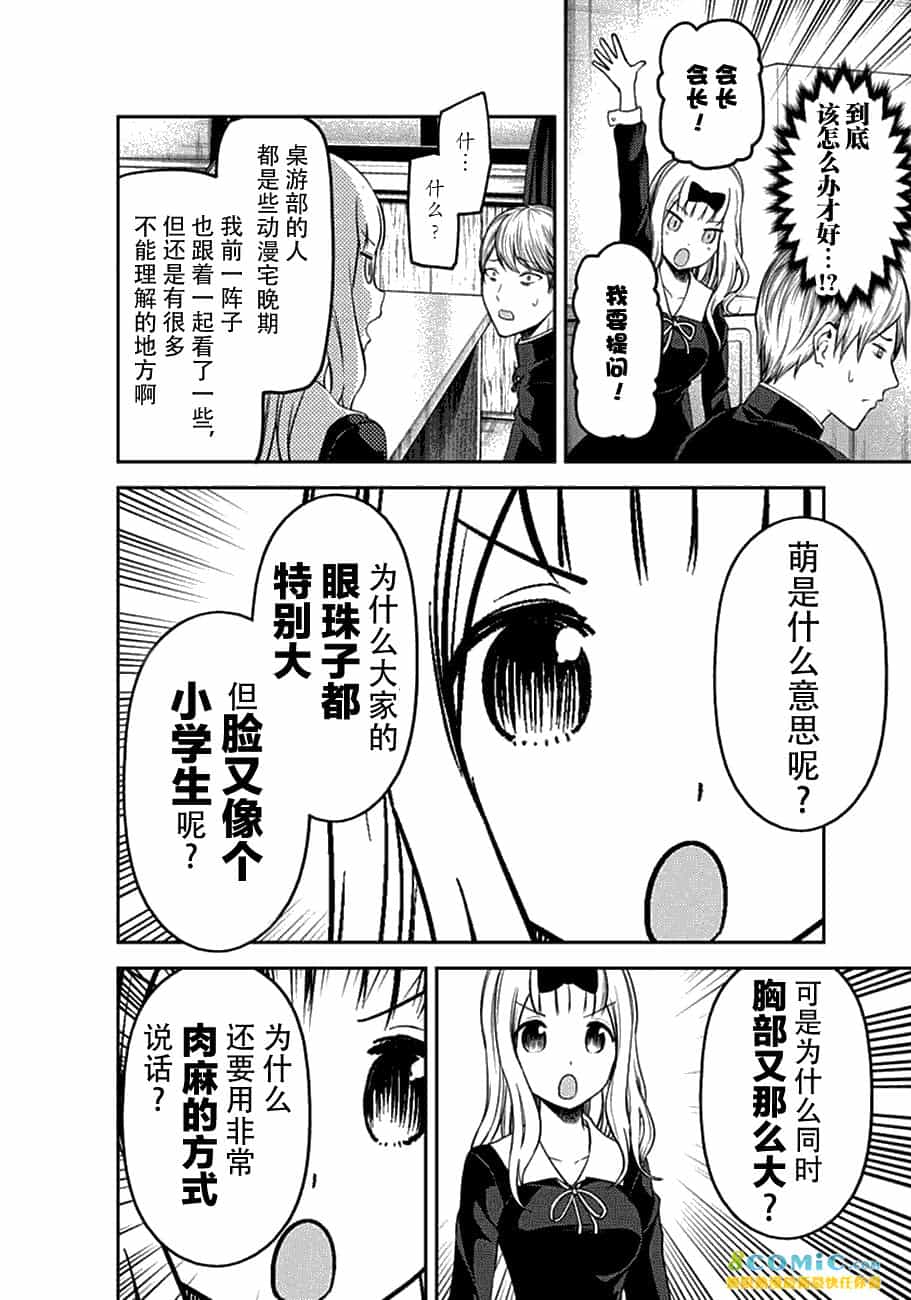 到底
该怎么办才好…!?
会长
会长!
我要提问!
什…
什么?
桌游部的人
都是些动漫宅晚期
我前一阵子
也跟着一起看了一些,
但还是有很多
不能理解的地方啊
萌是什么意思呢?
为什么大家的
眼珠子都
特别大
但脸又像个
小学生呢?
可是为什么同时
胸部又那么大?
为什么
还要用非常
肉麻的方式
说话?
COMIC.com